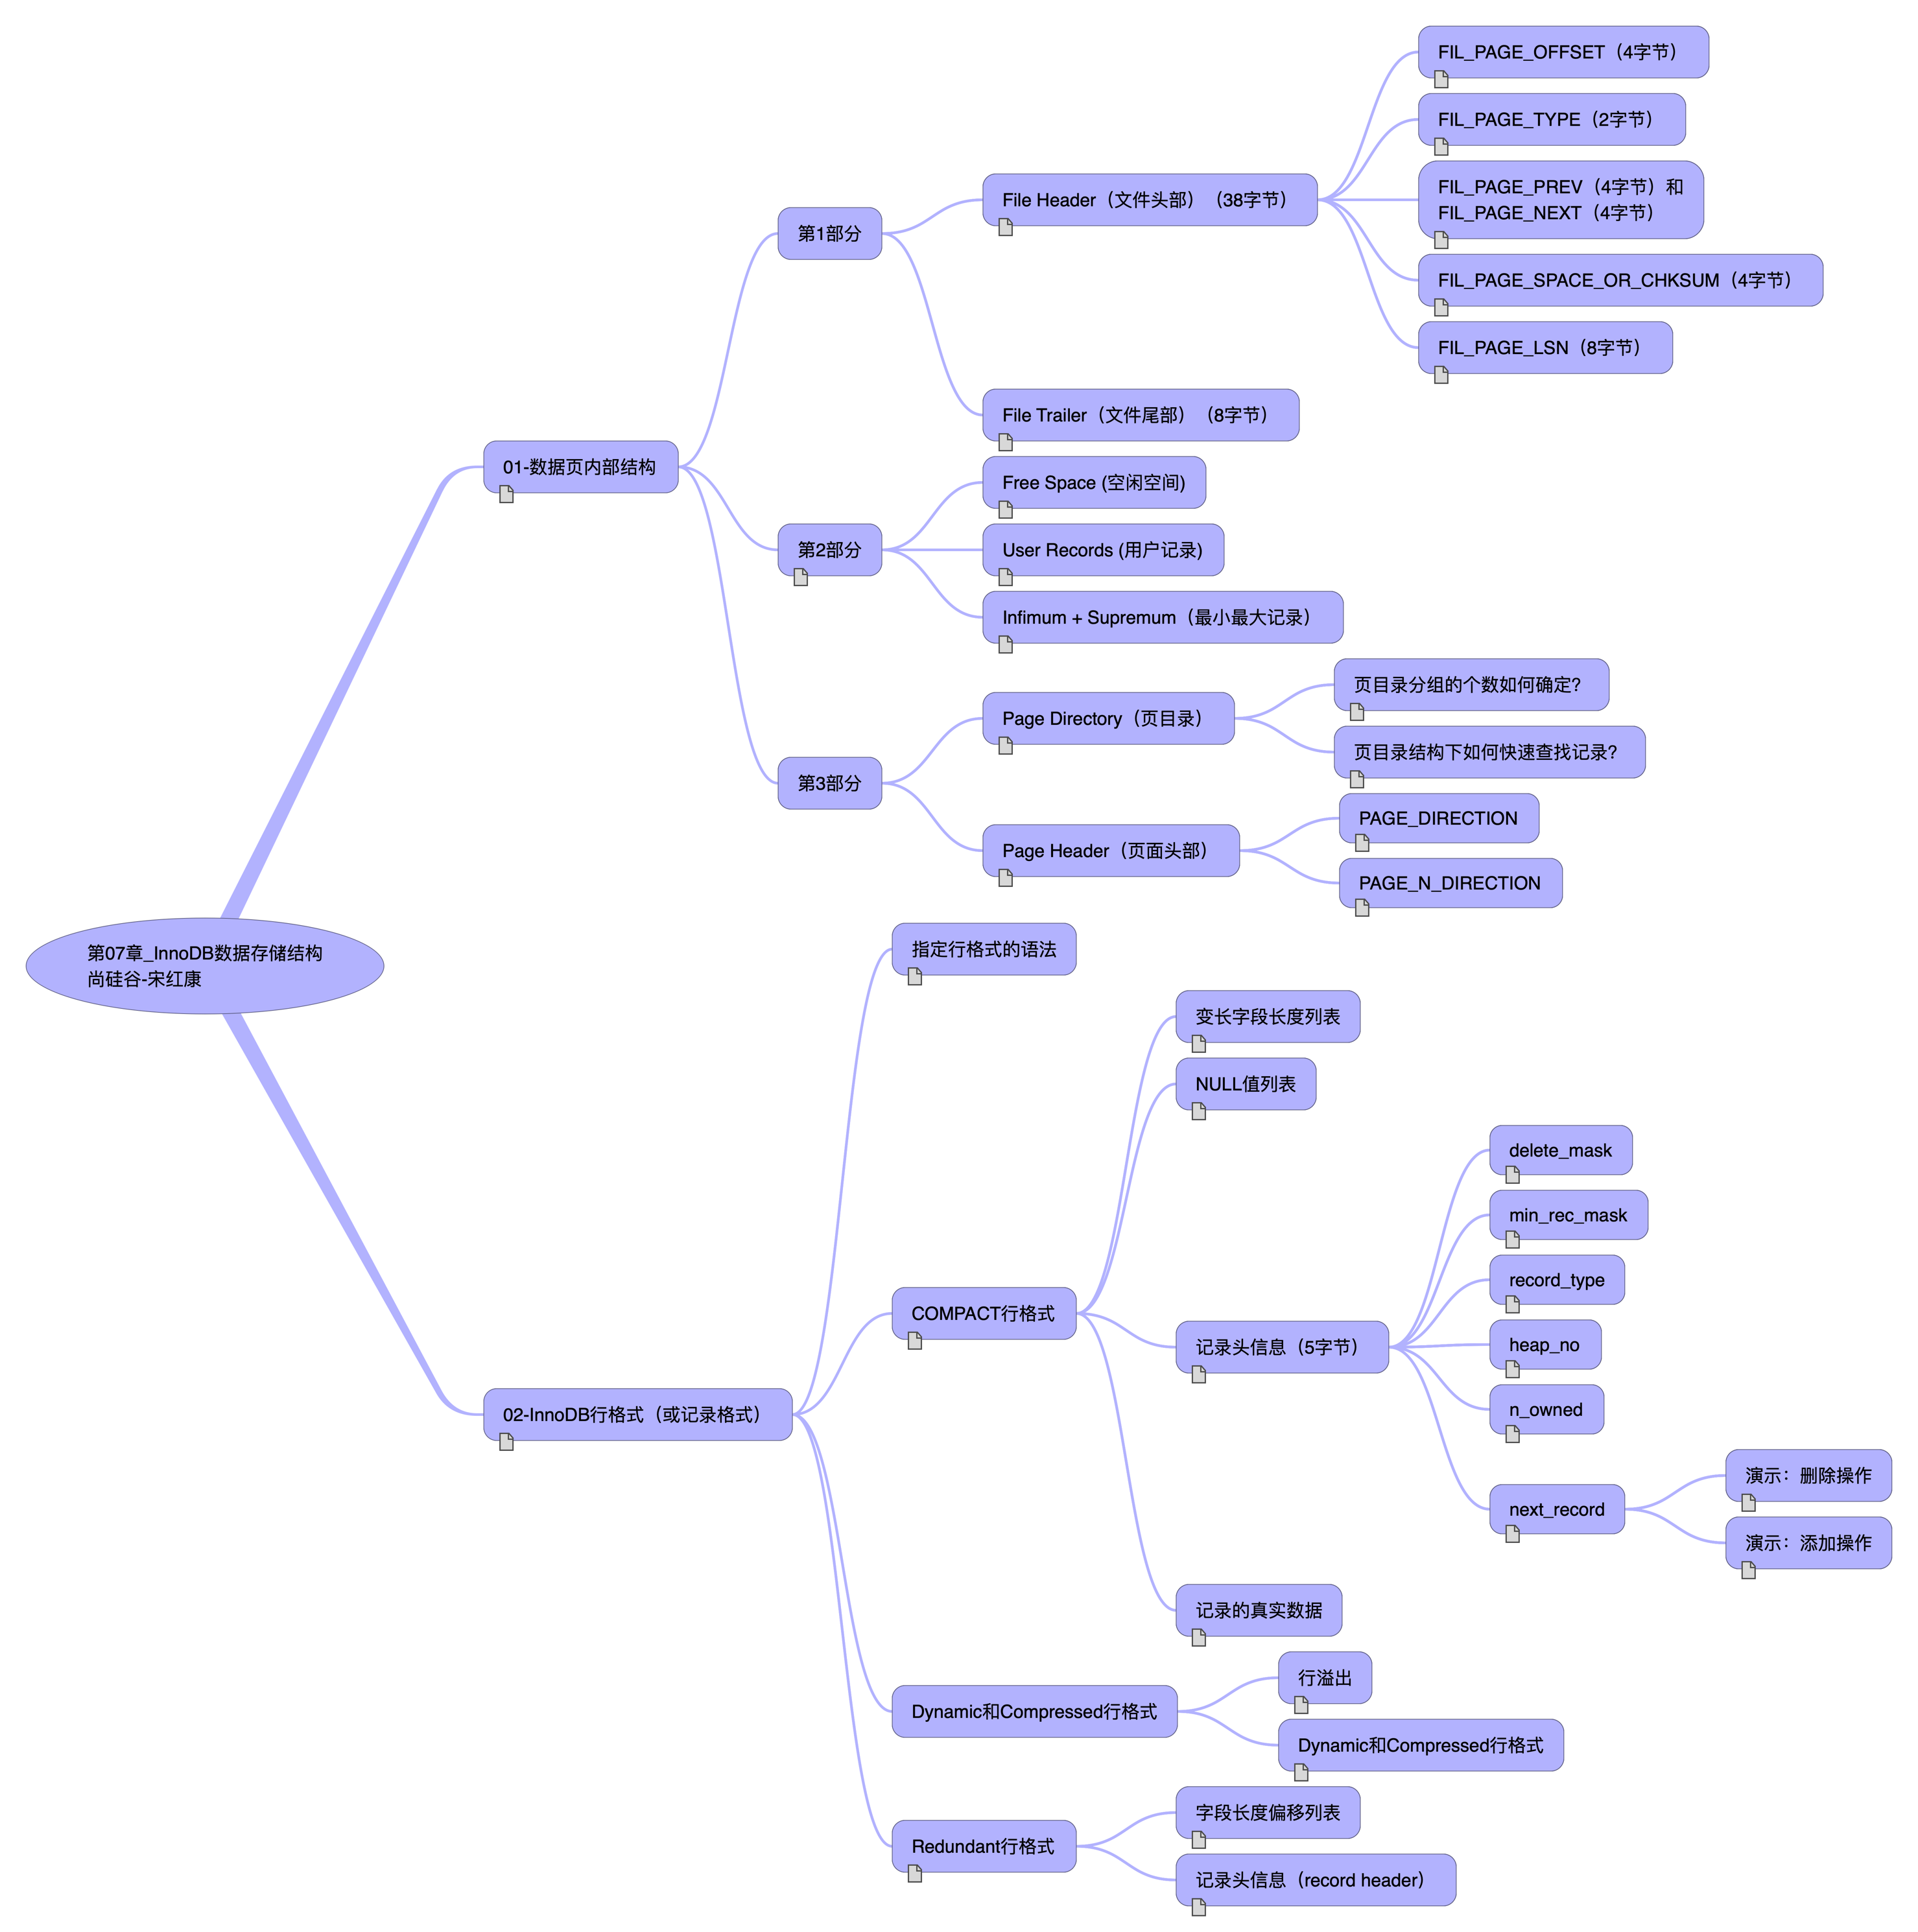 第07章_InnoDB数据存储结构
尚硅谷-宋红康
01-数据页内部结构
第1部分
File Header（文件头部）（38字节）
FIL_PAGE_OFFSET（4字节）
FIL_PAGE_TYPE（2字节）
FIL_PAGE_PREV（4字节）和
FIL_PAGE_NEXT（4字节）
FIL_PAGE_SPACE_OR_CHKSUM（4字节）
FIL_PAGE_LSN（8字节）
File Trailer（文件尾部）（8字节）
第2部分
Free Space (空闲空间)
User Records (用户记录)
Infimum + Supremum（最小最大记录）
第3部分
Page Directory（页目录）
页目录分组的个数如何确定？
页目录结构下如何快速查找记录？
Page Header（页面头部）
PAGE_DIRECTION
PAGE_N_DIRECTION
02-InnoDB行格式（或记录格式）
指定行格式的语法
COMPACT行格式
变长字段长度列表
NULL值列表
记录头信息（5字节）
delete_mask
min_rec_mask
record_type
heap_no
n_owned
next_record
演示：删除操作
演示：添加操作
记录的真实数据
Dynamic和Compressed行格式
行溢出
Dynamic和Compressed行格式
Redundant行格式
字段长度偏移列表
记录头信息（record header）